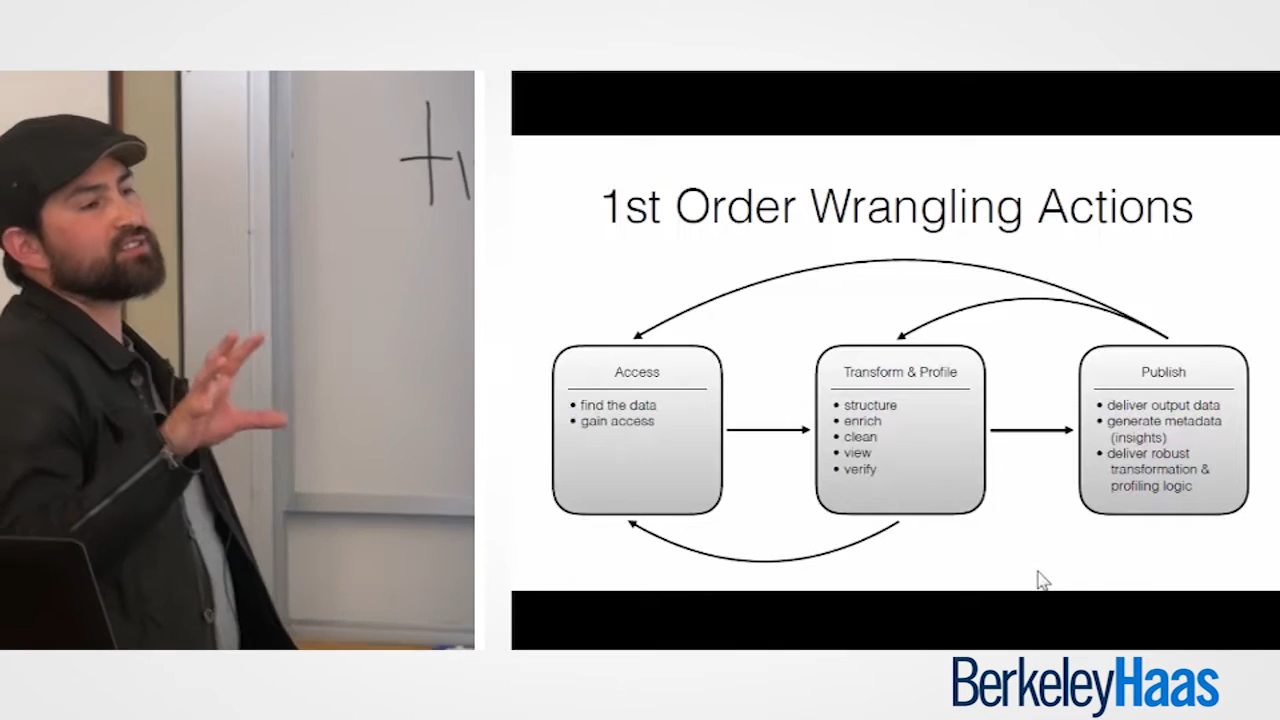 1st Order Wrangling Actions
Access
• find the data
• gain access
Transform & Profile
• structure
• enrich
• clean
• view
• verify
Publish
• deliver output data
• generate metadata
(insights)
• deliver robust
transformation &
profiling logic
BerkeleyHaas